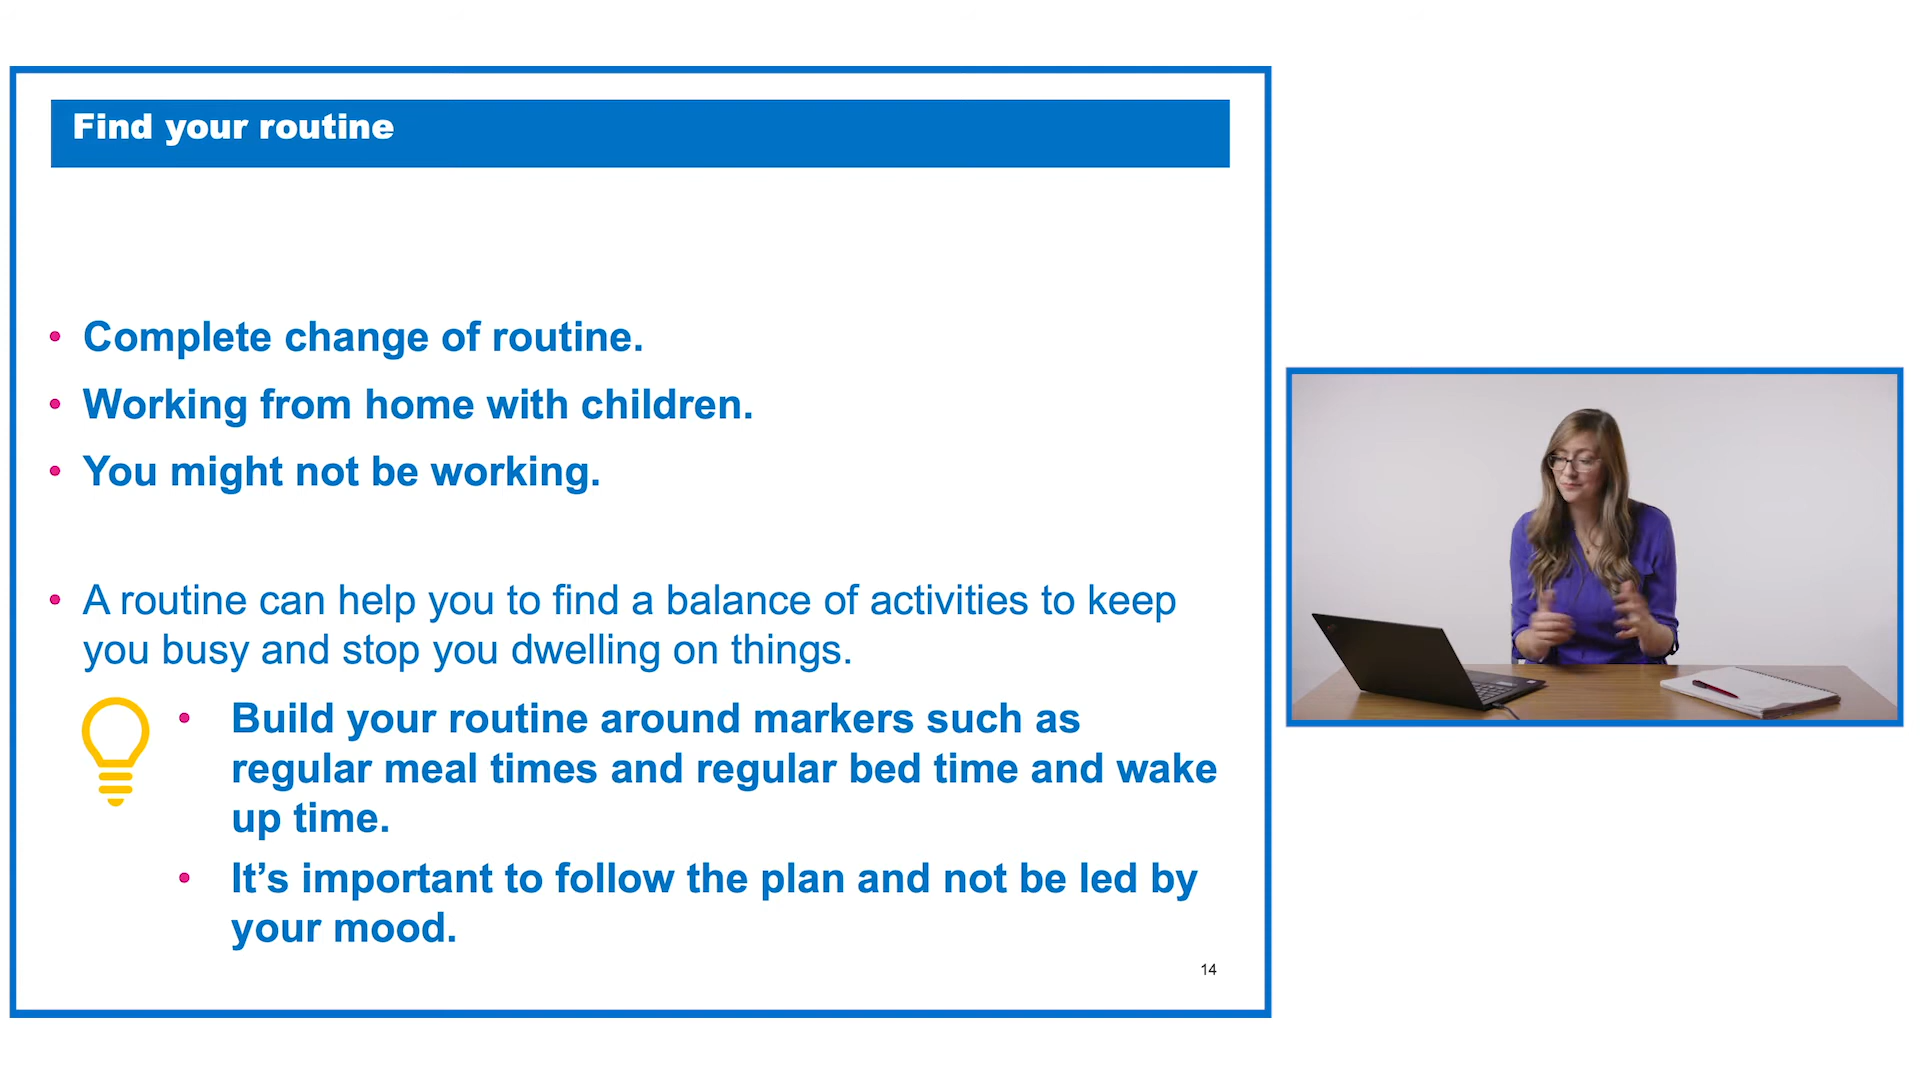 Find your routine
• Complete change of routine.
• Working from home with children.
• You might not be working.
• A routine can help you to find a balance of activities to keep
you busy and stop you dwelling on things.
• Build your routine around markers such as
regular meal times and regular bed time and wake
up time.
• It’s important to follow the plan and not be led by
your mood.
14